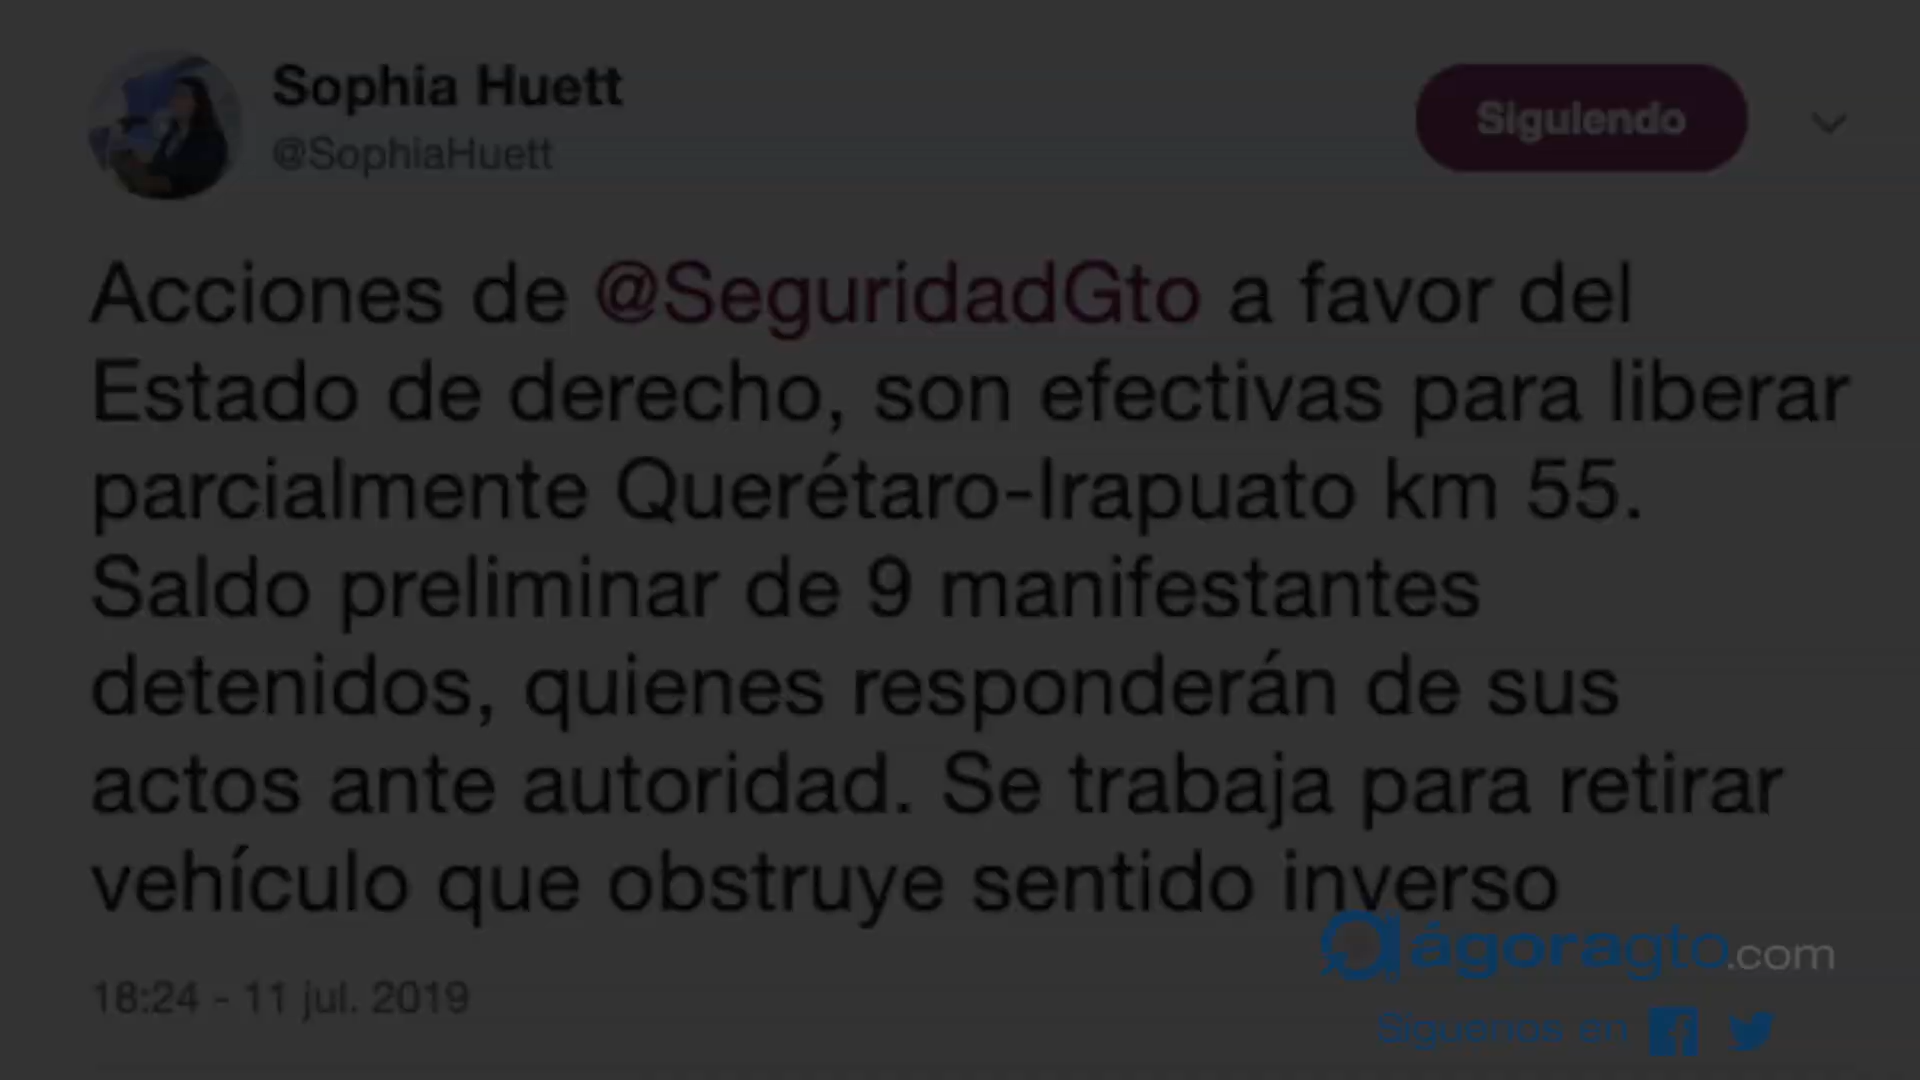 Sophia Huett
@SophiaHuett
Siguiendo
Acciones de @SeguridadGto a favor del
Estado de derecho, son efectivas para liberar
parcialmente Querétaro-Irapuato km 55.
Saldo preliminar de 9 manifestantes
detenidos, quienes responderán de sus
actos ante autoridad. Se trabaja para retirar
vehículo que obstruye sentido inverso
ágoragto.com
18:24 - 11 jul. 2019
Síguenos en